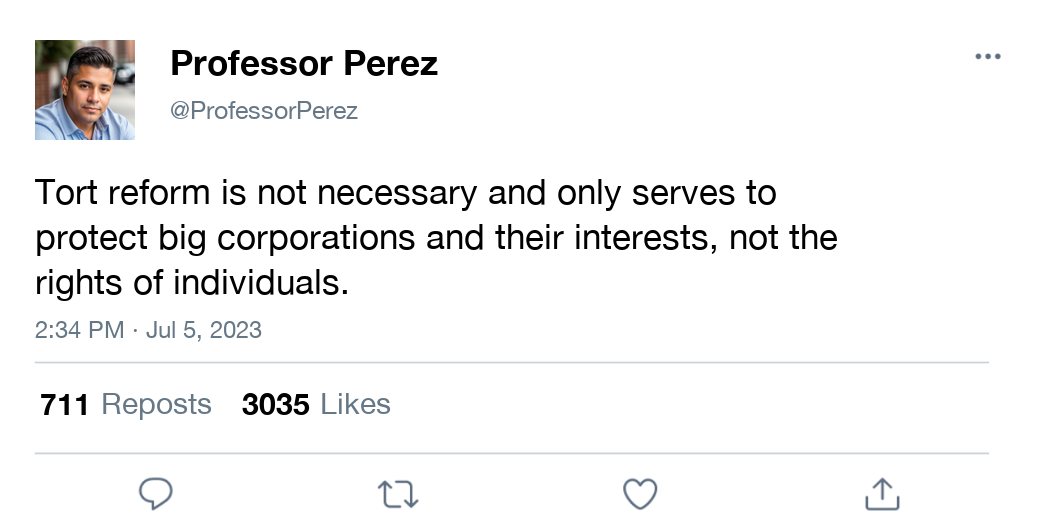 Professor Perez
@ProfessorPerez
Tort reform is not necessary and only serves to
protect big corporations and their interests, not the
rights of individuals.
2:34 PM · Jul 5, 2023
711 Reposts 3035 Likes